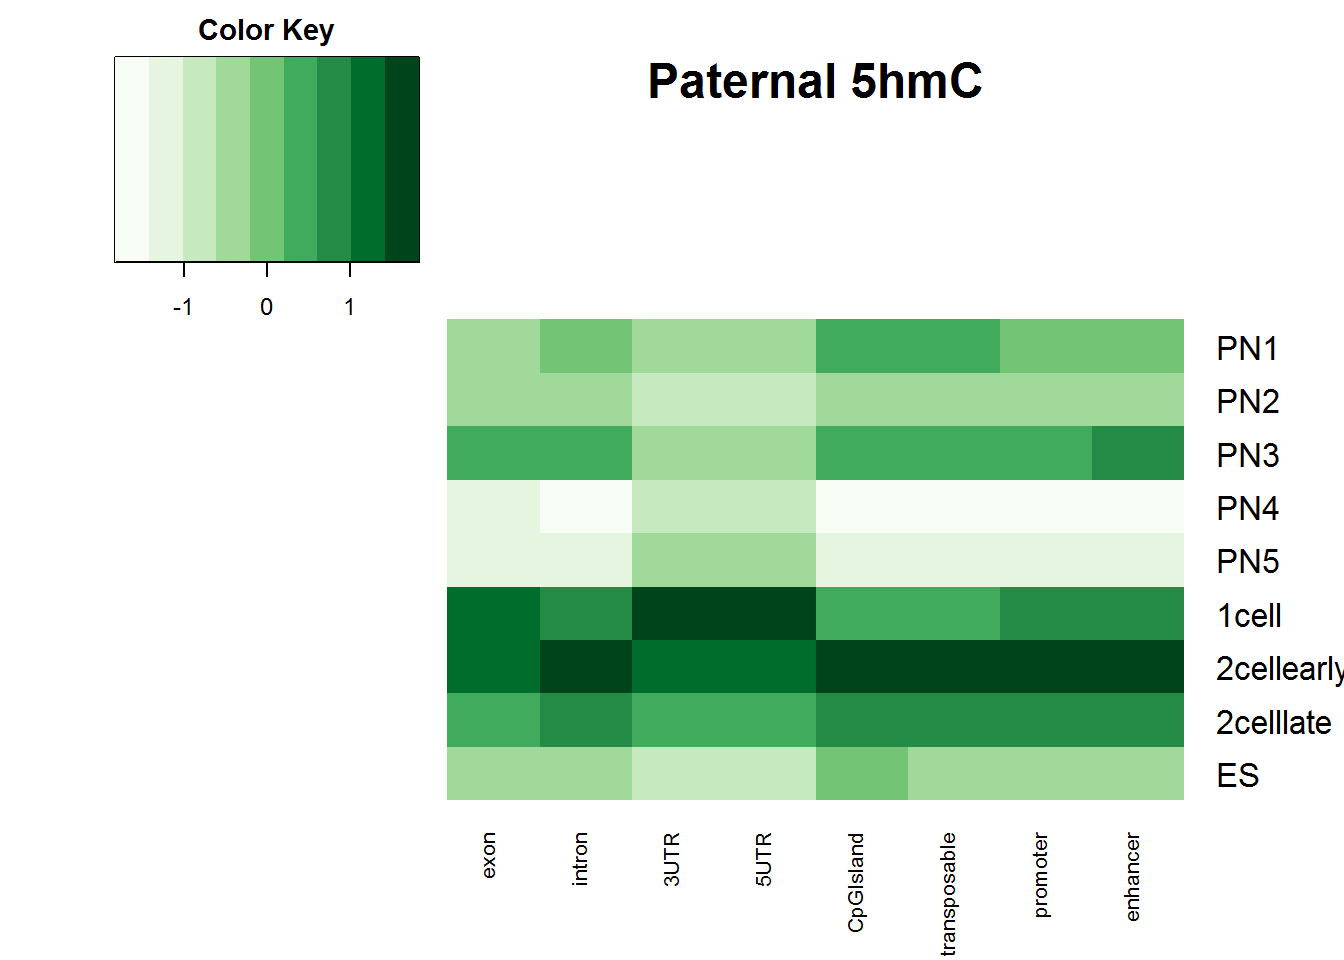 Color Key
Paternal 5hmC
-1 0 1
PN1
PN2
PN3
PN4
PN5
1cell
2cellearly
2celllate
ES
exon
intron
3UTR
5UTR
CpGIsland
transposable
promoter
enhancer